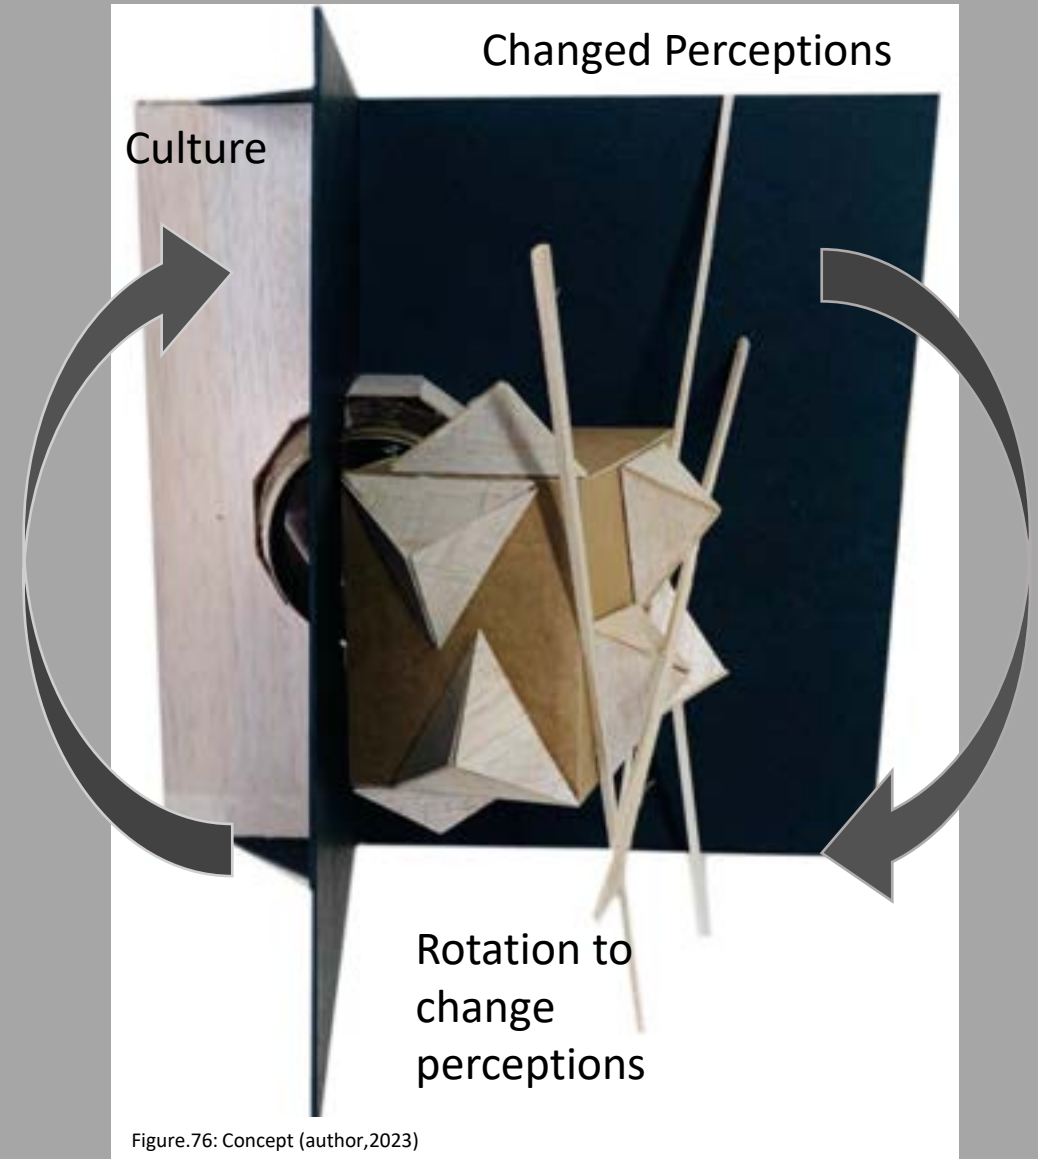 Changed Perceptions
Culture
Rotation to
change
perceptions
Figure.76: Concept (author,2023)